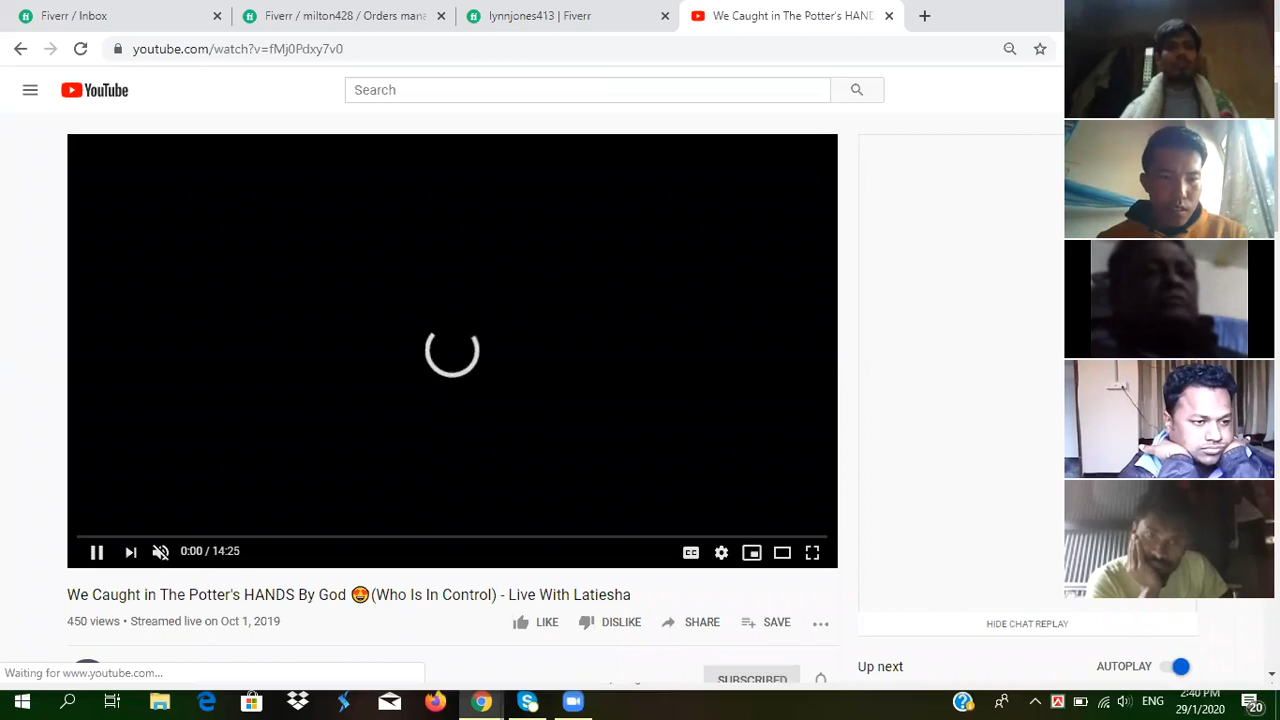 Fiverr / Inbox
Fiverr / milton428 / Orders mana
lynnjones413 | Fiverr
We Caught in The Potter's HAND
youtube.com/watch?v=fMj0Pdxy7v0
YouTube
Search
0:00 / 14:25
CC
We Caught in The Potter's HANDS By God 🤩(Who Is In Control) - Live With Latiesha
450 views • Streamed live on Oct 1, 2019
LIKE
DISLIKE
SHARE
SAVE
HIDE CHAT REPLAY
Up next
AUTOPLAY
Waiting for www.youtube.com...
SUBSCRIBED
ENG
2:40 PM
29/1/2020
20